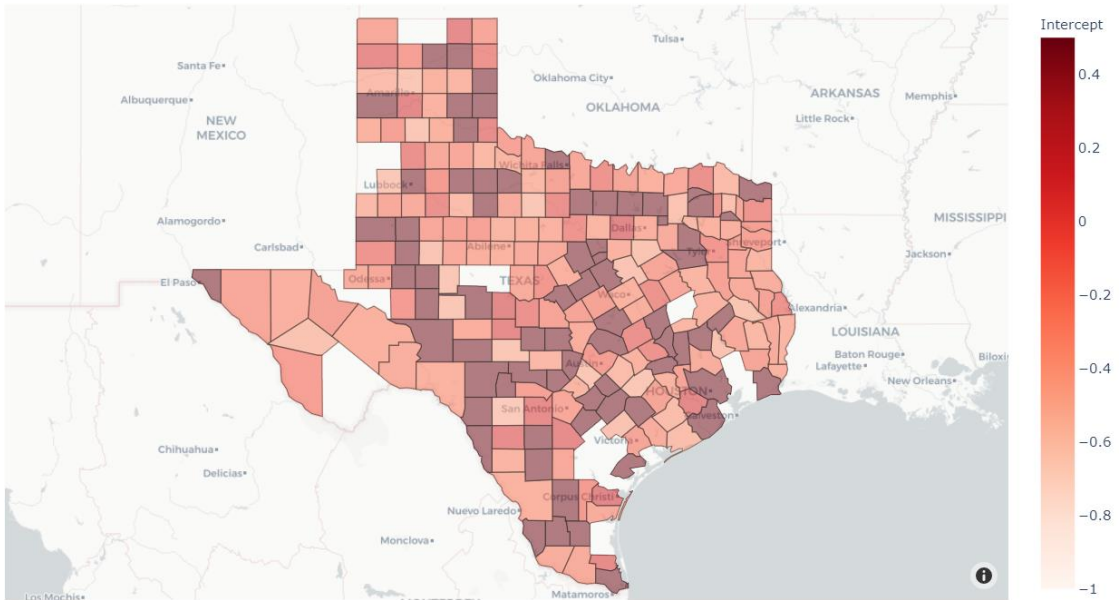 Intercept
0.4
0.2
0
−0.2
−0.4
−0.6
−0.8
−1
Tulsa
Santa Fe
Oklahoma City
Amarillo
ARKANSAS
Memphis
Albuquerque
OKLAHOMA
Little Rock
NEW
MEXICO
Wichita Falls
Lubbock
Alamogordo
MISSISSIPPI
Dallas
Carlsbad
Abilene
Tyler
Shreveport
Jackson
El Paso
Odessa
TEXAS
Waco
Alexandria
LOUISIANA
Baton Rouge
Biloxi
Austin
Lafayette
New Orleans
HOUSTON
San Antonio
Galveston
Victoria
Chihuahua
Delicias
Corpus Christi
Nuevo Laredo
Monclova
Los Mochis
Matamoros